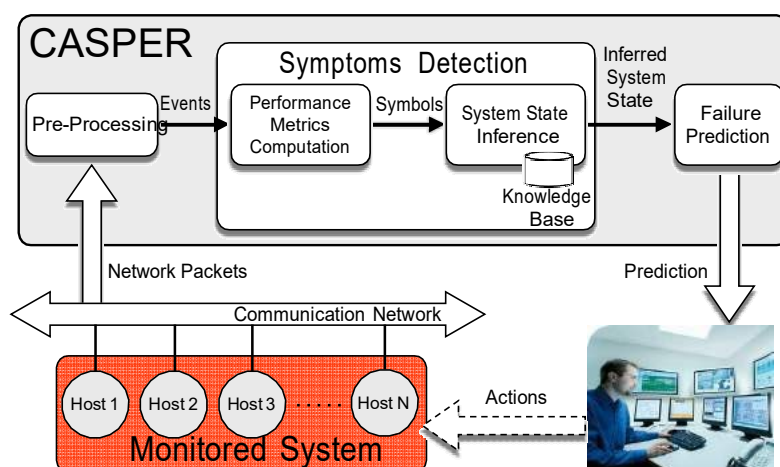 CASPER
Symptoms Detection
Pre-Processing
Events
Performance
Metrics
Computation
Symbols
System State
Inference
Knowledge
Base
Inferred
System
State
Failure
Prediction
Network Packets
Prediction
Communication Network
Host 1
Host 2
Host 3
.....
Host N
Actions
Monitored System